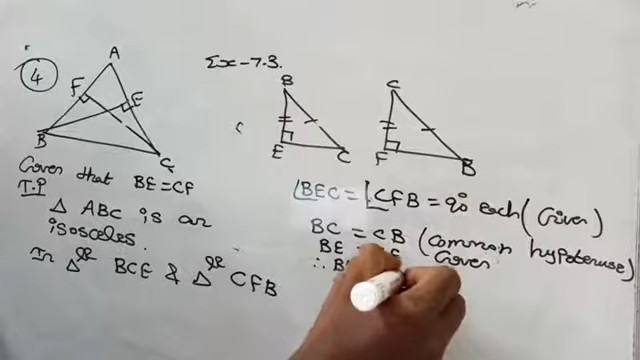 Ex-7.3.
4
A
F
E
B
C
B
E
C
C
F
B
Given that BE=CF
T.P
Δ ABC is an
isosceles.
In Δle BCE & Δle CFB
∠BEC = ∠CFB = 90 each (Given)
BC = CB (common hypotenuse)
BE = Given
∴ B